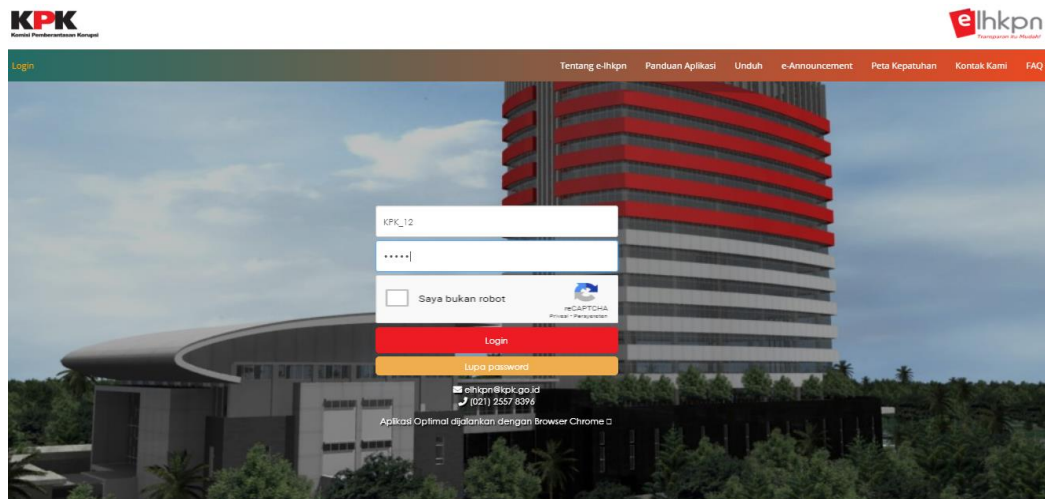 KPK
Komisi Pemberantasan Korupsi
elhkpn
Transparan Itu Mudah!
Login
Tentang e-lhkpn
Panduan Aplikasi
Unduh
e-Announcement
Peta Kepatuhan
Kontak Kami
FAQ
KPK_12
•••••
Saya bukan robot
reCAPTCHA
Privasi - Persyaratan
Login
Lupa password
elhkpn@kpk.go.id
(021) 2557 8396
Aplikasi Optimal dijalankan dengan Browser Chrome